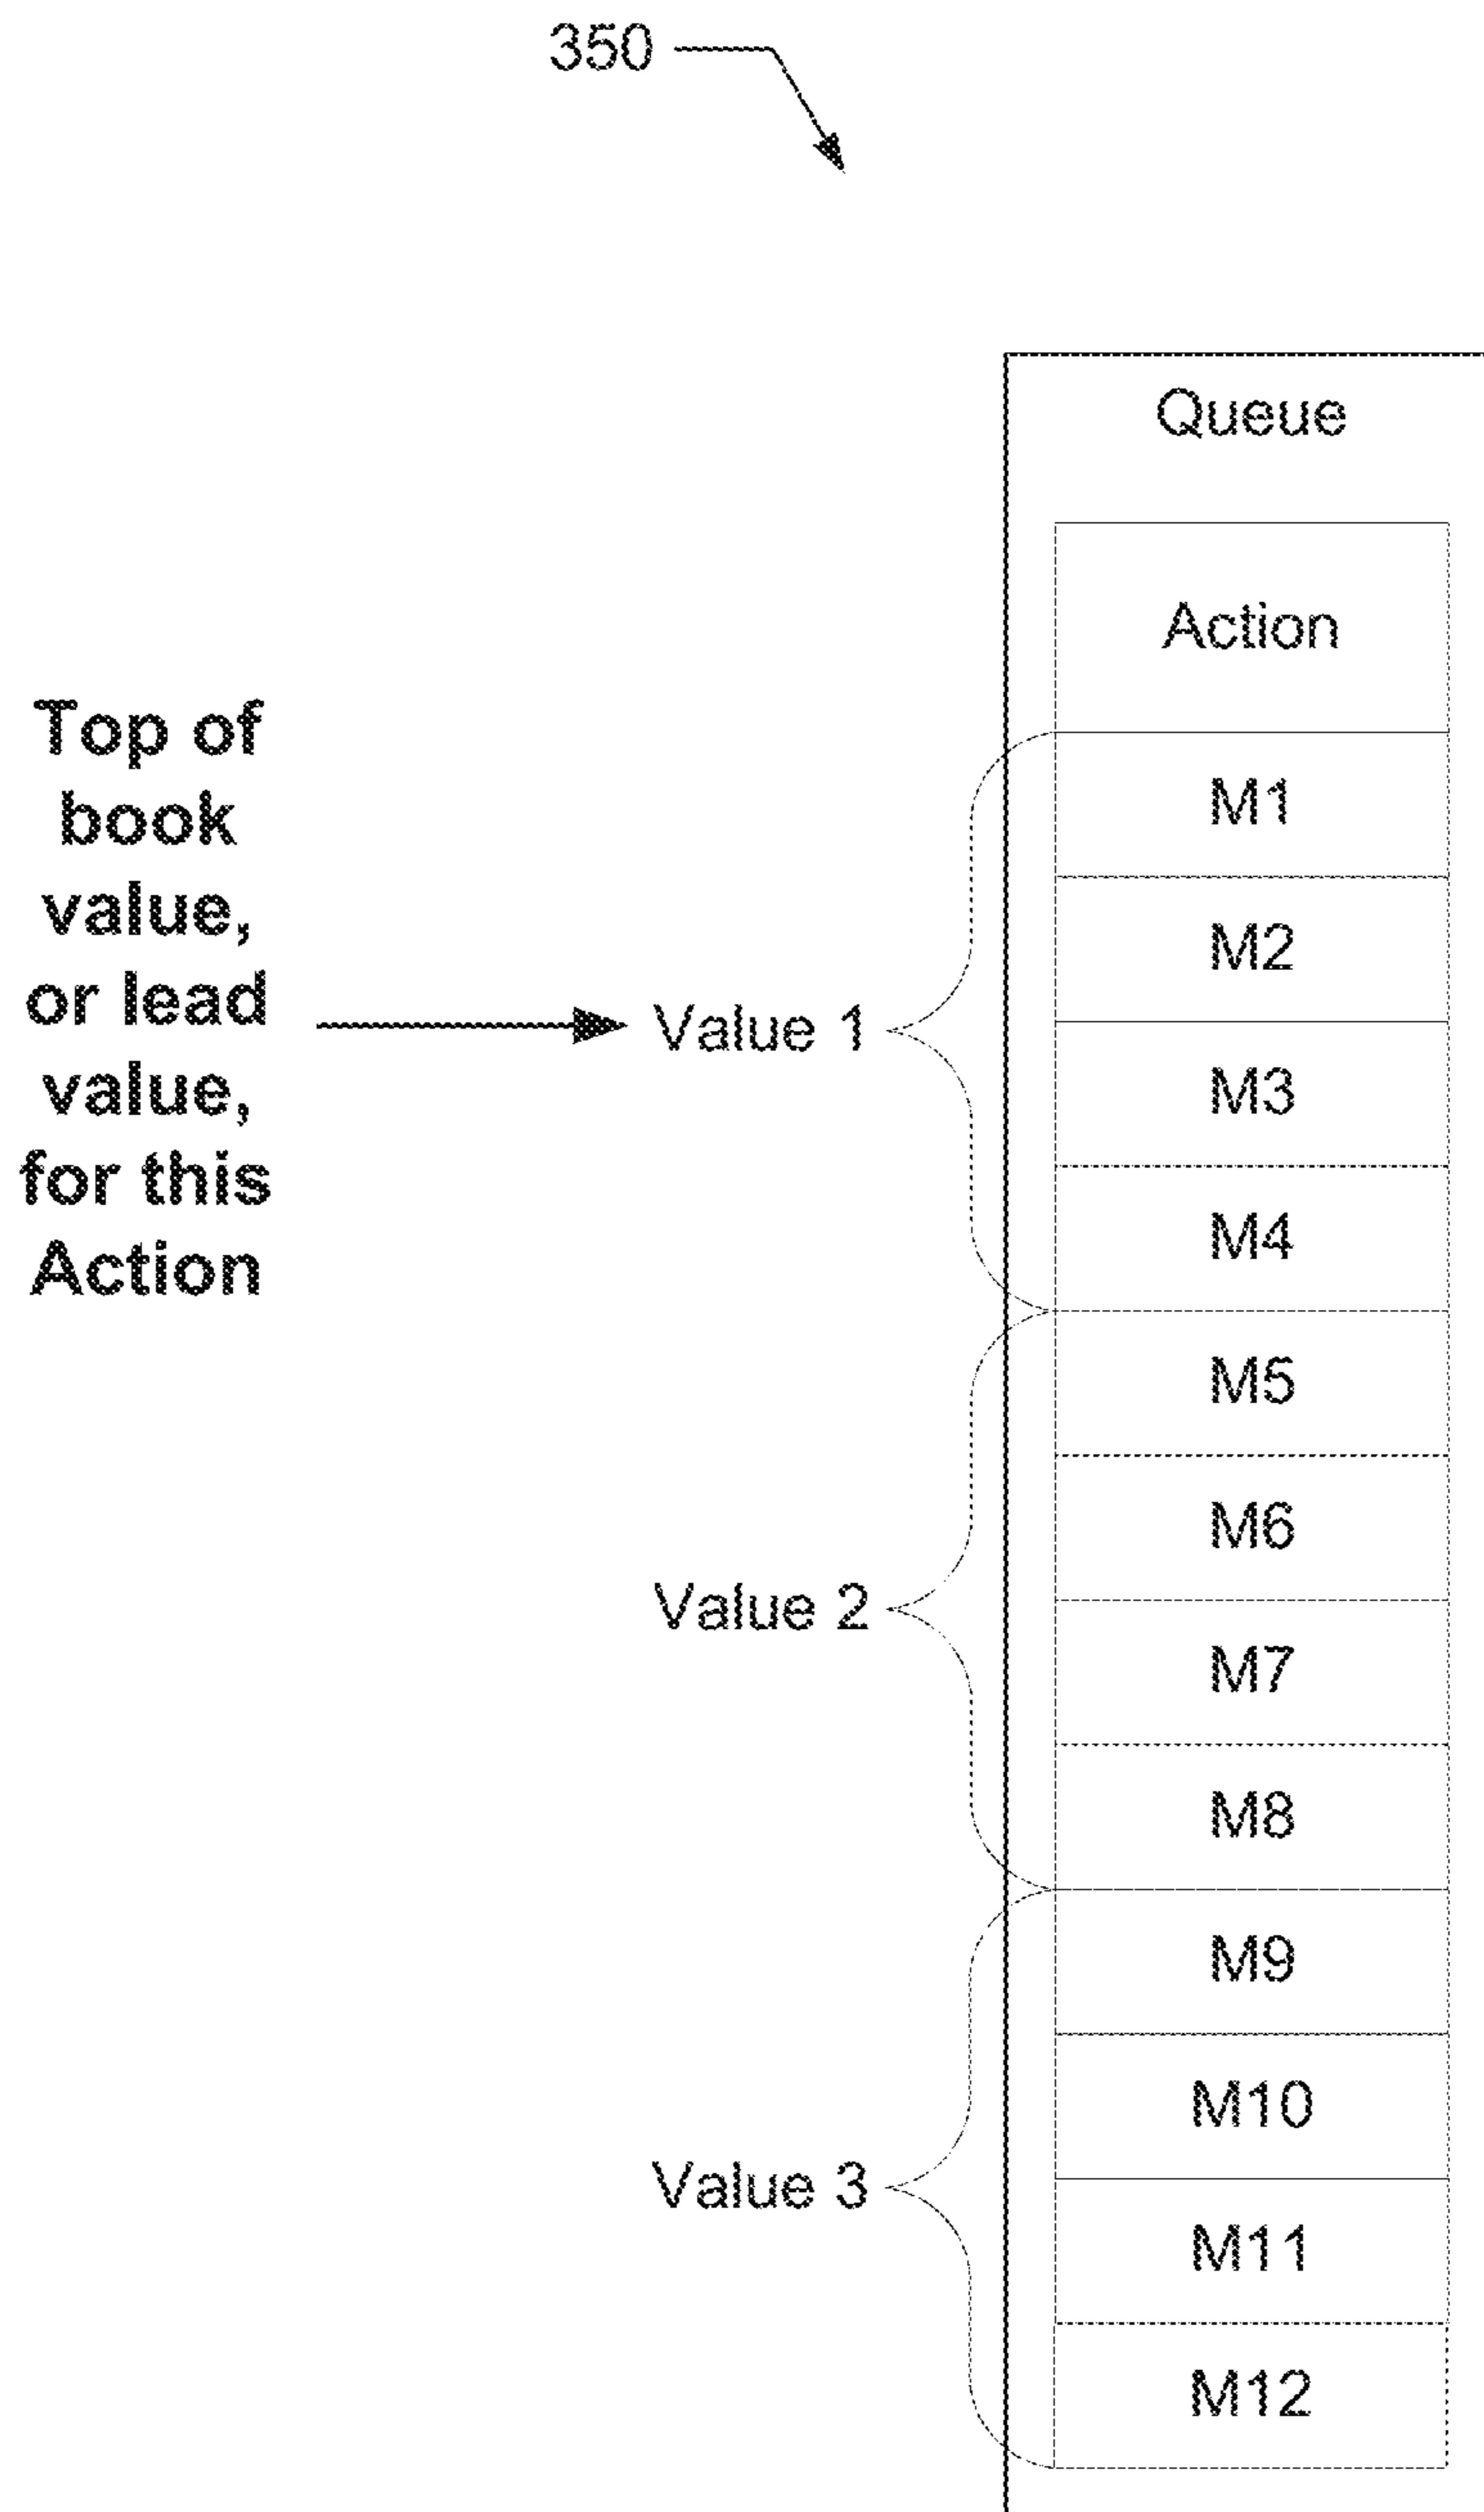 350
Queue
Action
Top of
book
value,
or lead
value,
for this
Action
Value 1
Value 2
Value 3
M1
M2
M3
M4
M5
M6
M7
M8
M9
M10
M11
M12